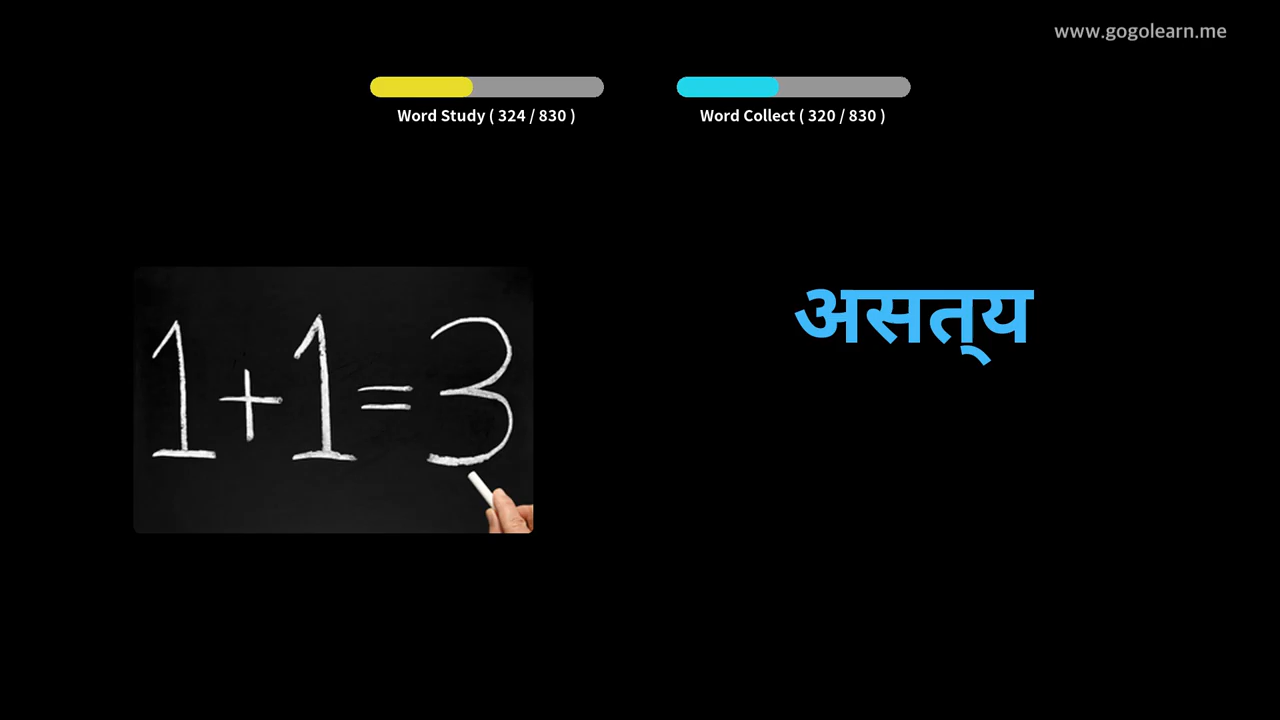 www.gogolearn.me
Word Study ( 324 / 830 )
Word Collect ( 320 / 830 )
1+1=3
असत्‌य